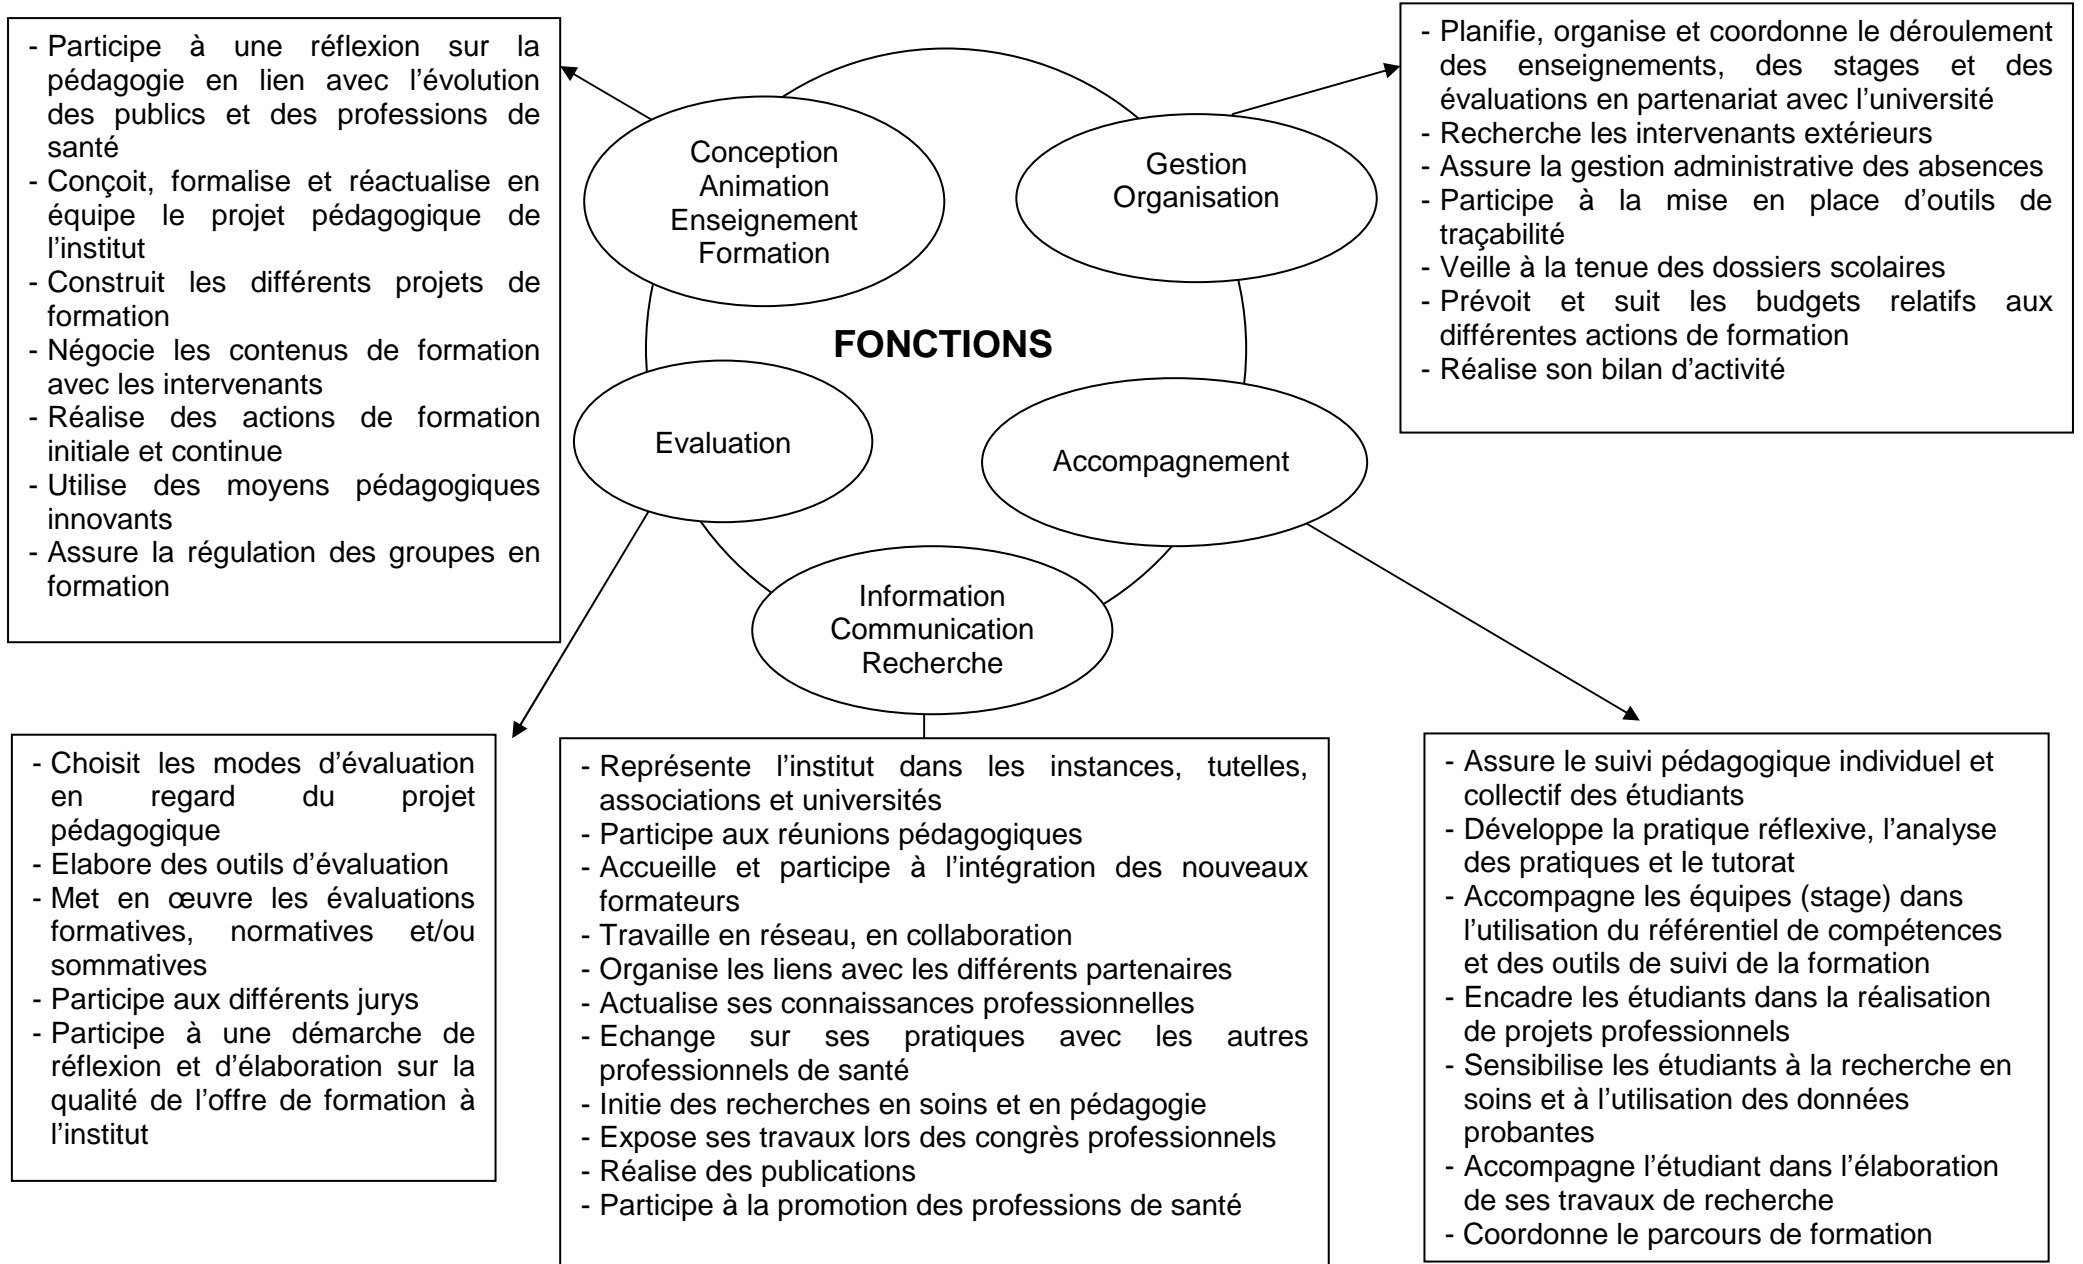 - Participe à une réflexion sur la
pédagogie en lien avec l’évolution
des publics et des professions de
santé
- Conçoit, formalise et réactualise en
équipe le projet pédagogique de
l’institut
- Construit les différents projets de
formation
- Négocie les contenus de formation
avec les intervenants
- Réalise des actions de formation
initiale et continue
- Utilise des moyens pédagogiques
innovants
- Assure la régulation des groupes en
formation
Conception
Animation
Enseignement
Formation
Gestion
Organisation
- Planifie, organise et coordonne le déroulement
des enseignements, des stages et des
évaluations en partenariat avec l’université
- Recherche les intervenants extérieurs
- Assure la gestion administrative des absences
- Participe à la mise en place d’outils de
traçabilité
- Veille à la tenue des dossiers scolaires
- Prévoit et suit les budgets relatifs aux
différentes actions de formation
- Réalise son bilan d’activité
FONCTIONS
Evaluation
Accompagnement
Information
Communication
Recherche
- Choisit les modes d’évaluation
en regard du projet
pédagogique
- Elabore des outils d’évaluation
- Met en œuvre les évaluations
formatives, normatives et/ou
sommatives
- Participe aux différents jurys
- Participe à une démarche de
réflexion et d’élaboration sur la
qualité de l’offre de formation à
l’institut
- Représente l’institut dans les instances, tutelles,
associations et universités
- Participe aux réunions pédagogiques
- Accueille et participe à l’intégration des nouveaux
formateurs
- Travaille en réseau, en collaboration
- Organise les liens avec les différents partenaires
- Actualise ses connaissances professionnelles
- Echange sur ses pratiques avec les autres
professionnels de santé
- Initie des recherches en soins et en pédagogie
- Expose ses travaux lors des congrès professionnels
- Réalise des publications
- Participe à la promotion des professions de santé
- Assure le suivi pédagogique individuel et
collectif des étudiants
- Développe la pratique réflexive, l’analyse
des pratiques et le tutorat
- Accompagne les équipes (stage) dans
l’utilisation du référentiel de compétences
et des outils de suivi de la formation
- Encadre les étudiants dans la réalisation
de projets professionnels
- Sensibilise les étudiants à la recherche en
soins et à l’utilisation des données
probantes
- Accompagne l’étudiant dans l’élaboration
de ses travaux de recherche
- Coordonne le parcours de formation